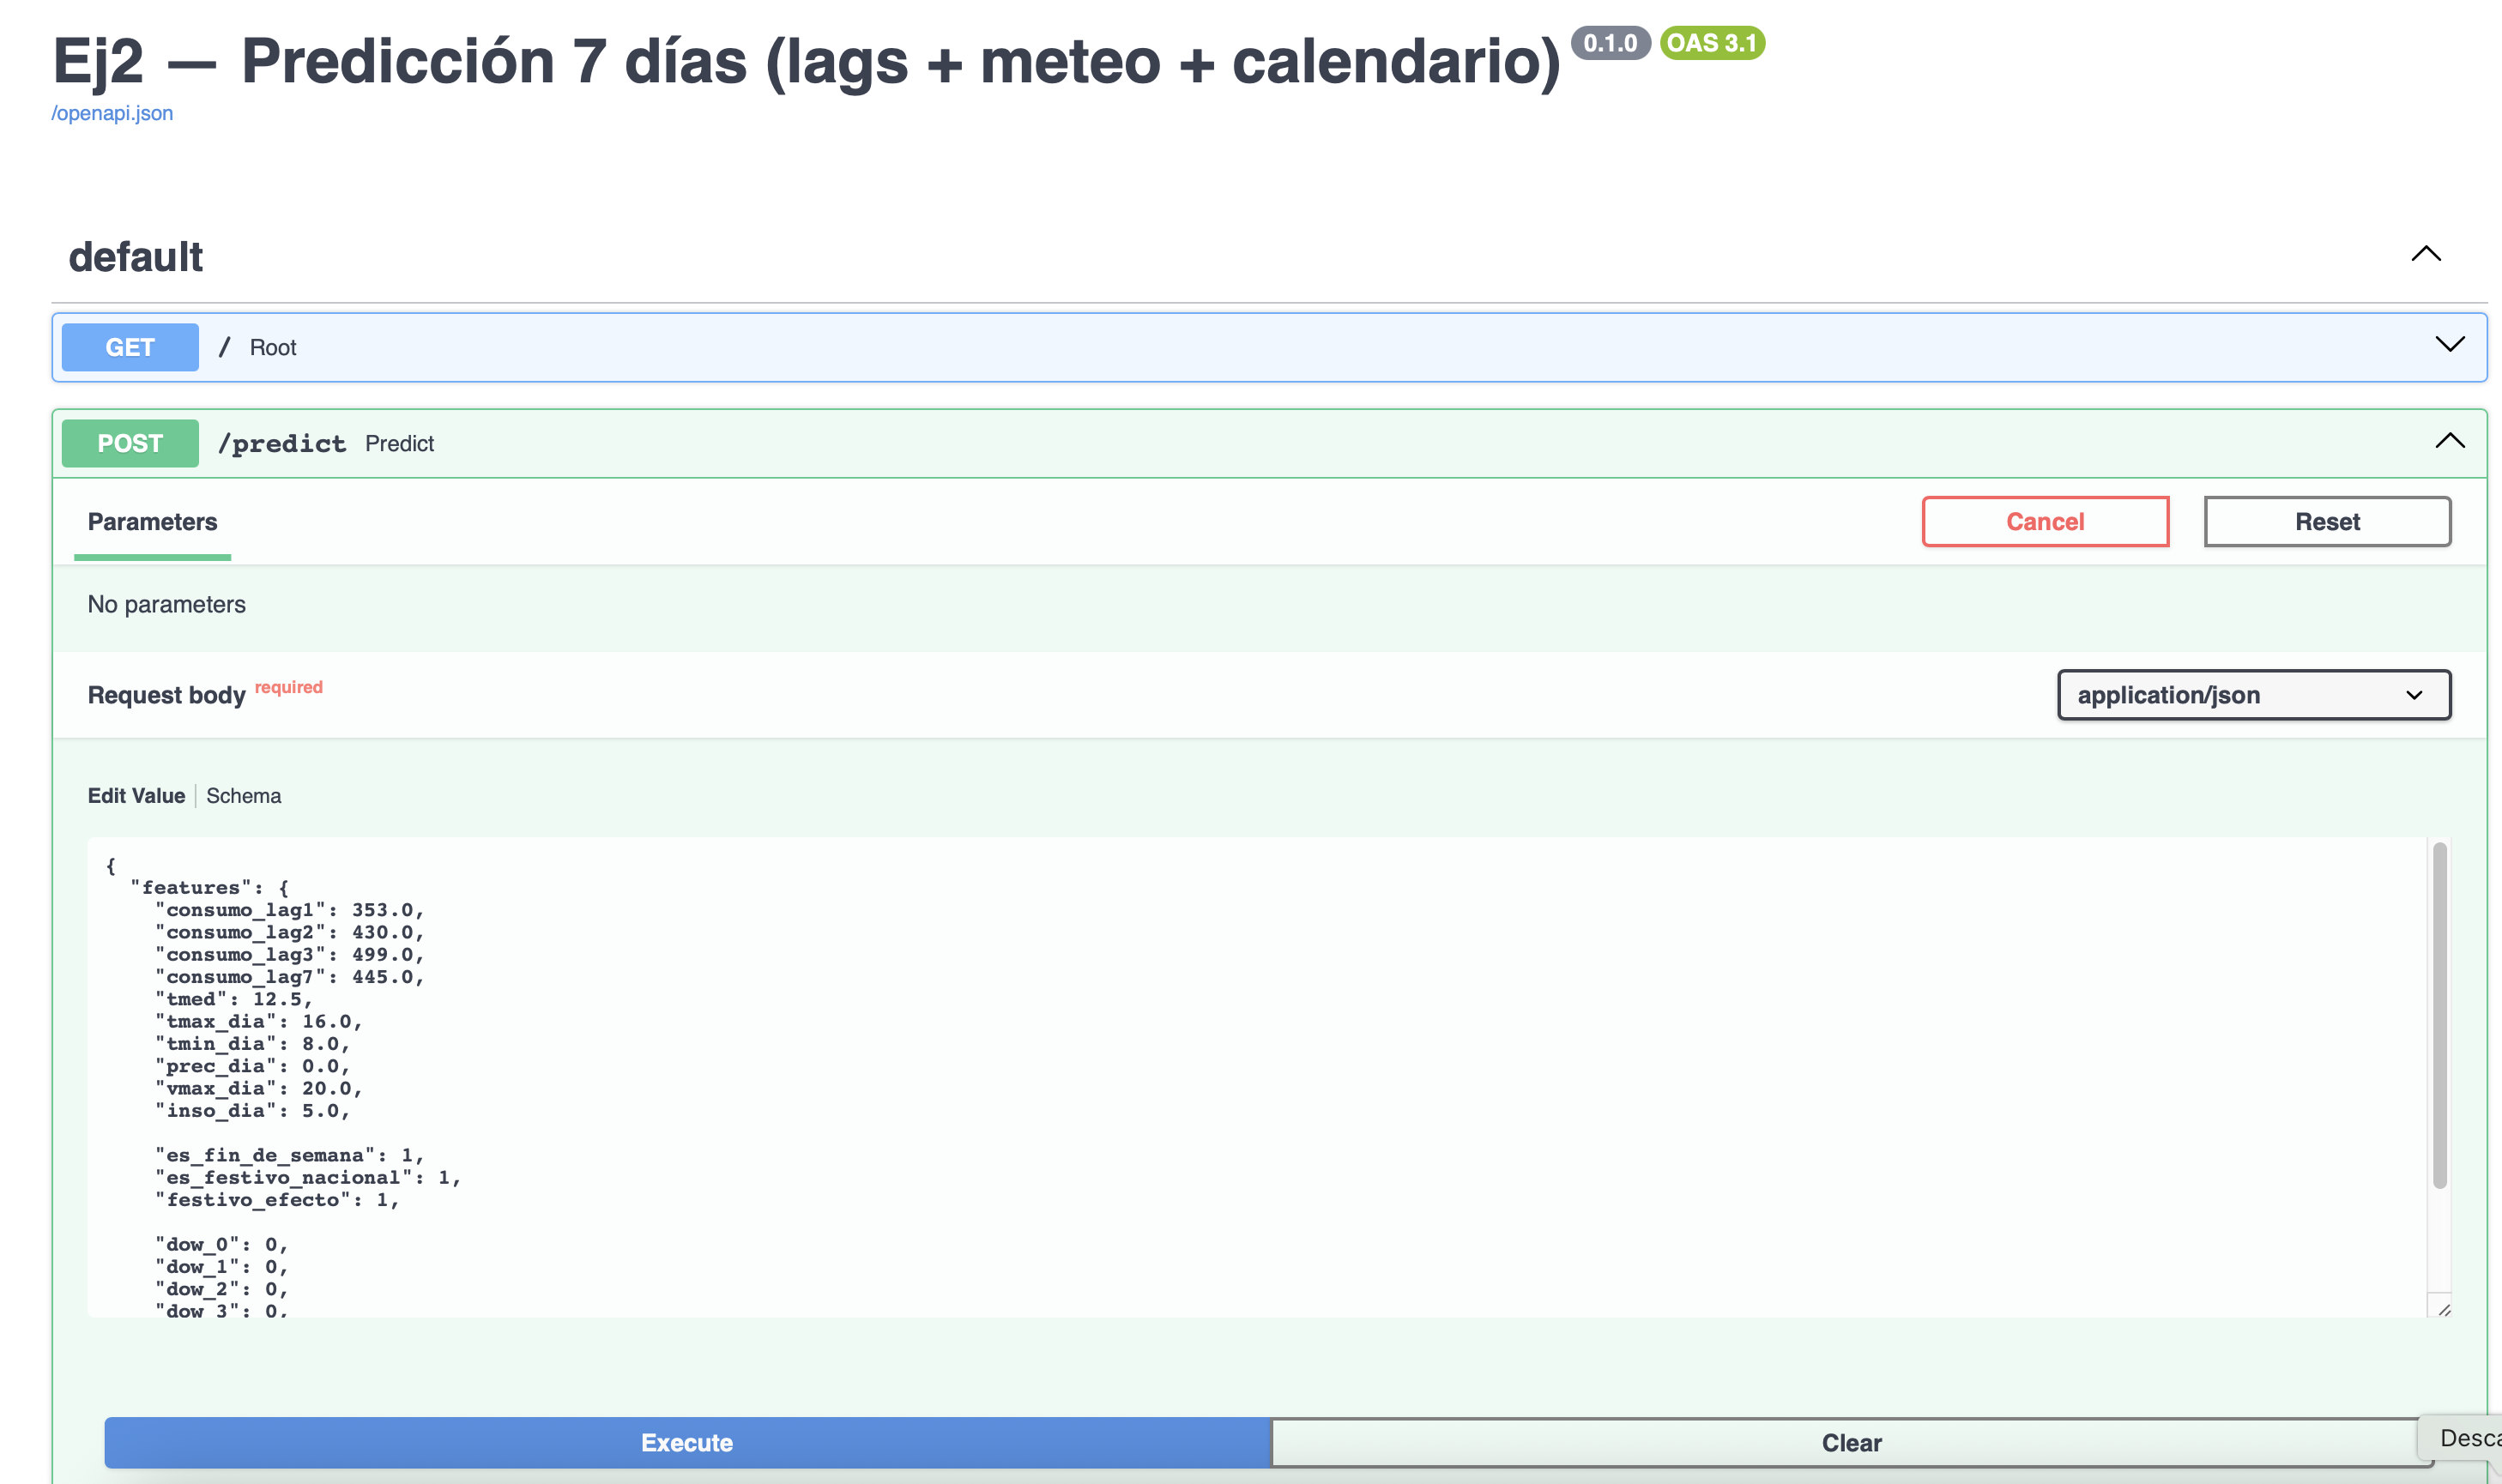 Ej2 — Predicción 7 días (lags + meteo + calendario) 0.1.0 OAS 3.1
/openapi.json
default
GET / Root
POST /predict Predict
Parameters
Cancel
Reset
No parameters
Request body required
application/json
Edit Value | Schema
{
  "features": {
    "consumo_lag1": 353.0,
    "consumo_lag2": 430.0,
    "consumo_lag3": 499.0,
    "consumo_lag7": 445.0,
    "tmed": 12.5,
    "tmax_dia": 16.0,
    "tmin_dia": 8.0,
    "prec_dia": 0.0,
    "vmax_dia": 20.0,
    "inso_dia": 5.0,
    "es_fin_de_semana": 1,
    "es_festivo_nacional": 1,
    "festivo_efecto": 1,
    "dow_0": 0,
    "dow_1": 0,
    "dow_2": 0,
    "dow_3": 0,
Execute
Clear